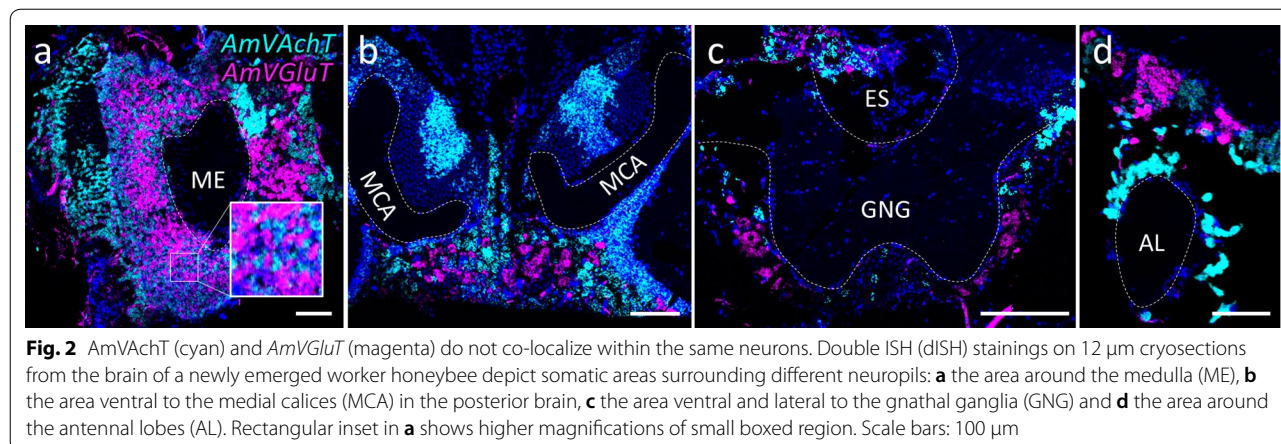 a
AmVAchT
AmVGluT
ME
b
MCA
MCA
c
ES
GNG
d
AL
Fig. 2 AmVAchT (cyan) and AmVGluT (magenta) do not co-localize within the same neurons. Double ISH (dISH) stainings on 12 µm cryosections
from the brain of a newly emerged worker honeybee depict somatic areas surrounding different neuropils: a the area around the medulla (ME), b
the area ventral to the medial calices (MCA) in the posterior brain, c the area ventral and lateral to the gnathal ganglia (GNG) and d the area around
the antennal lobes (AL). Rectangular inset in a shows higher magnifications of small boxed region. Scale bars: 100 µm